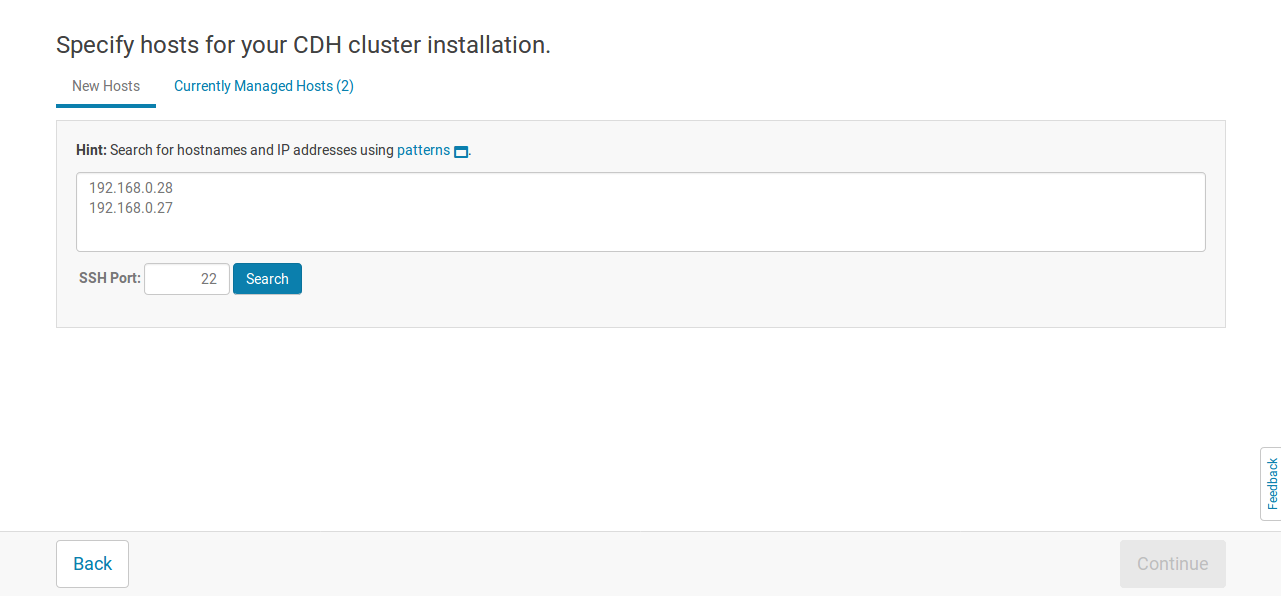 Specify hosts for your CDH cluster installation.
New Hosts Currently Managed Hosts (2)
Hint: Search for hostnames and IP addresses using patterns .
192.168.0.28
192.168.0.27
SSH Port: 22 Search
Feedback
Back Continue